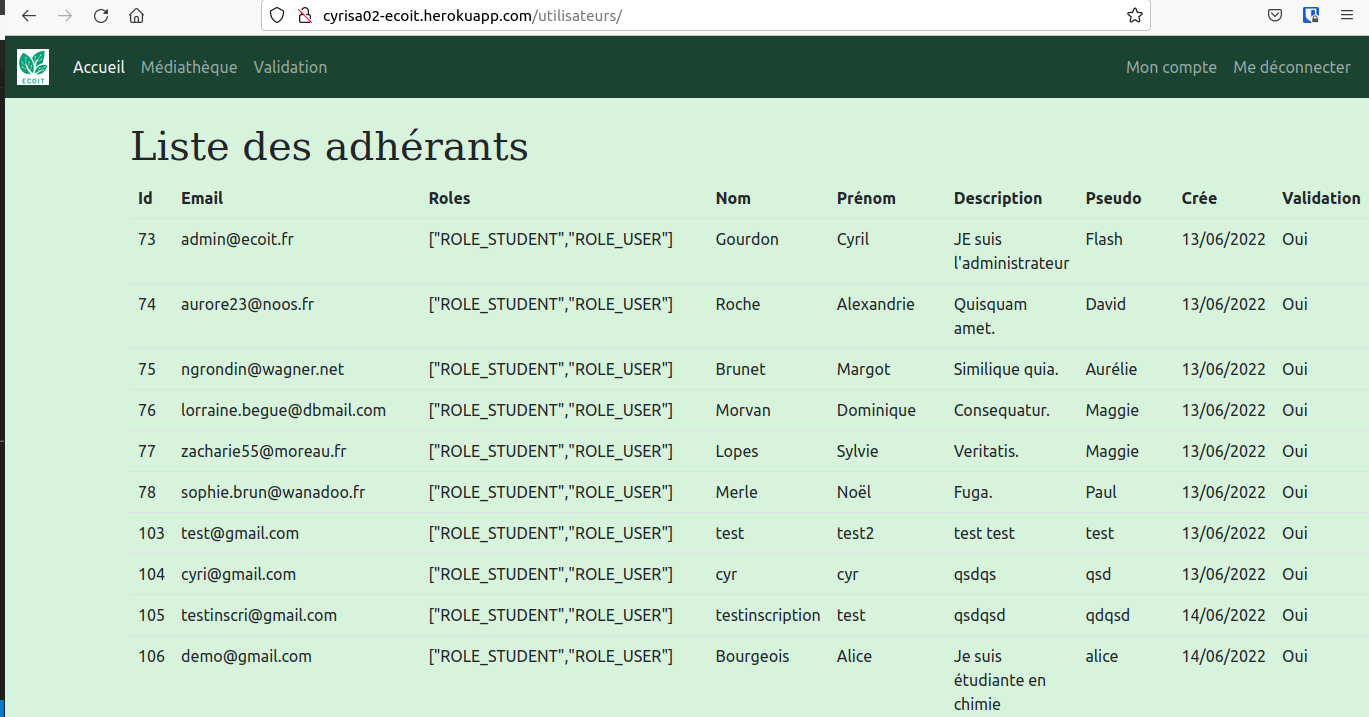 cyrisa02-ecoit.herokuapp.com/utilisateurs/
ECOIT Accueil Médiathèque Validation Mon compte Me déconnecter
Liste des adhérants
Id Email Roles Nom Prénom Description Pseudo Crée Validation
73 admin@ecoit.fr ["ROLE_STUDENT","ROLE_USER"] Gourdon Cyril JE suis Flash 13/06/2022 Oui
l'administrateur
74 aurore23@noos.fr ["ROLE_STUDENT","ROLE_USER"] Roche Alexandrie Quisquam David 13/06/2022 Oui
amet.
75 ngrondin@wagner.net ["ROLE_STUDENT","ROLE_USER"] Brunet Margot Similique quia. Aurélie 13/06/2022 Oui
76 lorraine.begue@dbmail.com ["ROLE_STUDENT","ROLE_USER"] Morvan Dominique Consequatur. Maggie 13/06/2022 Oui
77 zacharie55@moreau.fr ["ROLE_STUDENT","ROLE_USER"] Lopes Sylvie Veritatis. Maggie 13/06/2022 Oui
78 sophie.brun@wanadoo.fr ["ROLE_STUDENT","ROLE_USER"] Merle Noël Fuga. Paul 13/06/2022 Oui
103 test@gmail.com ["ROLE_STUDENT","ROLE_USER"] test test2 test test test 13/06/2022 Oui
104 cyri@gmail.com ["ROLE_STUDENT","ROLE_USER"] cyr cyr qsdqs qsd 13/06/2022 Oui
105 testinscri@gmail.com ["ROLE_STUDENT","ROLE_USER"] testinscription test qsdqsd qdqsd 14/06/2022 Oui
106 demo@gmail.com ["ROLE_STUDENT","ROLE_USER"] Bourgeois Alice Je suis alice 14/06/2022 Oui
étudiante en
chimie